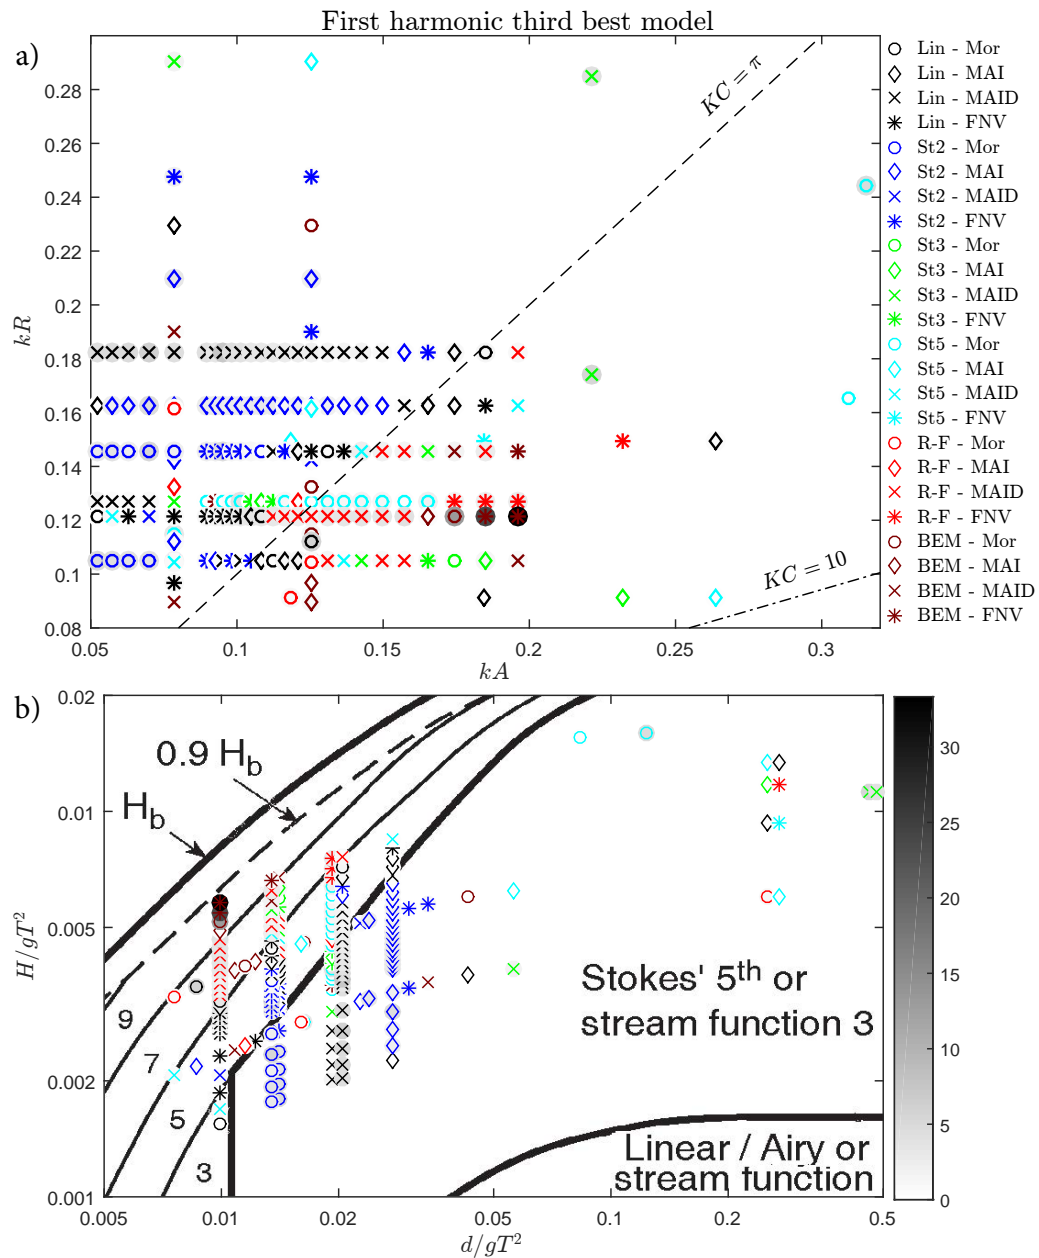 First harmonic third best model
a)
0.28
0.26
0.24
0.22
0.2
0.18
0.16
0.14
0.12
0.1
0.08
kR
0.05
0.1
0.15
0.2
0.25
0.3
kA
KC = π
KC = 10
Lin - Mor
Lin - MAI
Lin - MAID
Lin - FNV
St2 - Mor
St2 - MAI
St2 - MAID
St2 - FNV
St3 - Mor
St3 - MAI
St3 - MAID
St3 - FNV
St5 - Mor
St5 - MAI
St5 - MAID
St5 - FNV
R-F - Mor
R-F - MAI
R-F - MAID
R-F - FNV
BEM - Mor
BEM - MAI
BEM - MAID
BEM - FNV
b)
0.02
0.01
0.005
0.002
0.001
H/gT²
0.9 H_b
H_b
9
7
5
3
Stokes' 5th or
stream function 3
Linear / Airy or
stream function
0.005
0.01
0.02
0.05
0.1
0.2
0.5
d/gT²
30
25
20
15
10
5
0